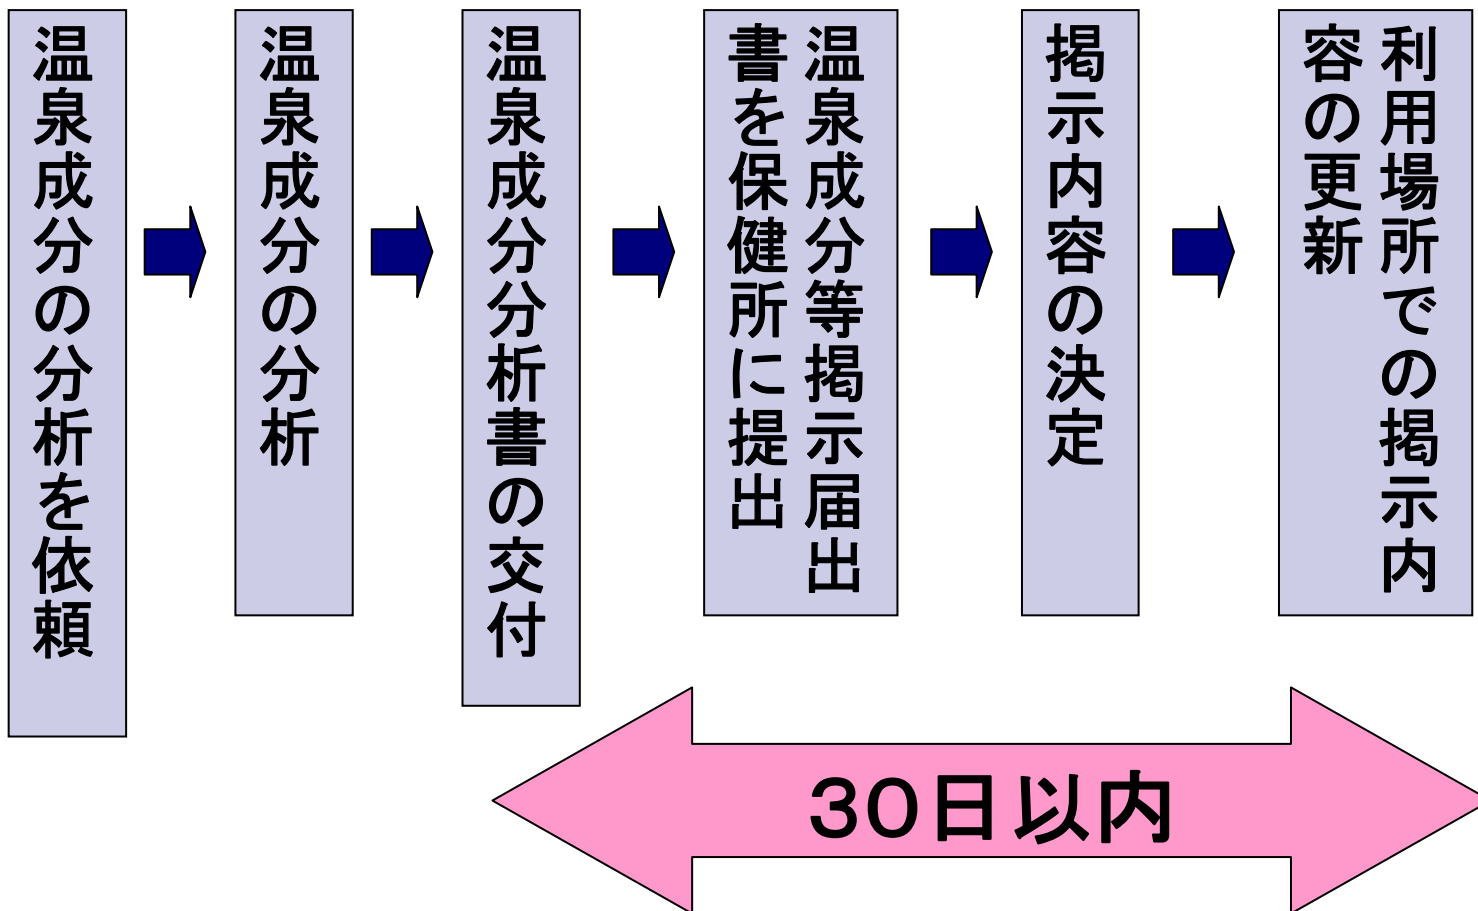 温泉成分の分析を依頼
温泉成分の分析
温泉成分分析書の交付
温泉成分等掲示届出
書を保健所に提出
掲示内容の決定
利用場所での掲示内
容の更新
30日以内